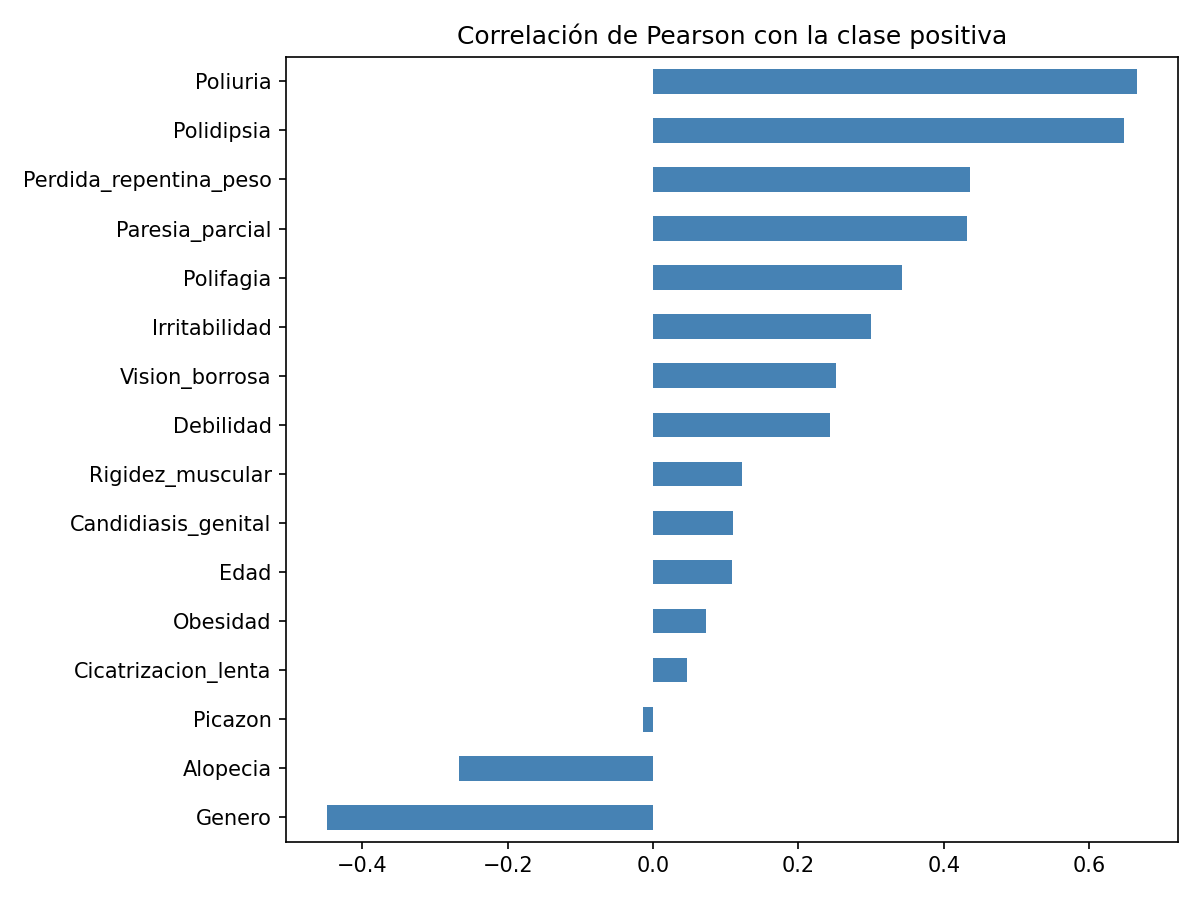 Correlación de Pearson con la clase positiva
Poliuria
Polidipsia
Perdida_repentina_peso
Paresia_parcial
Polifagia
Irritabilidad
Vision_borrosa
Debilidad
Rigidez_muscular
Candidiasis_genital
Edad
Obesidad
Cicatrizacion_lenta
Picazon
Alopecia
Genero
−0.4 −0.2 0.0 0.2 0.4 0.6